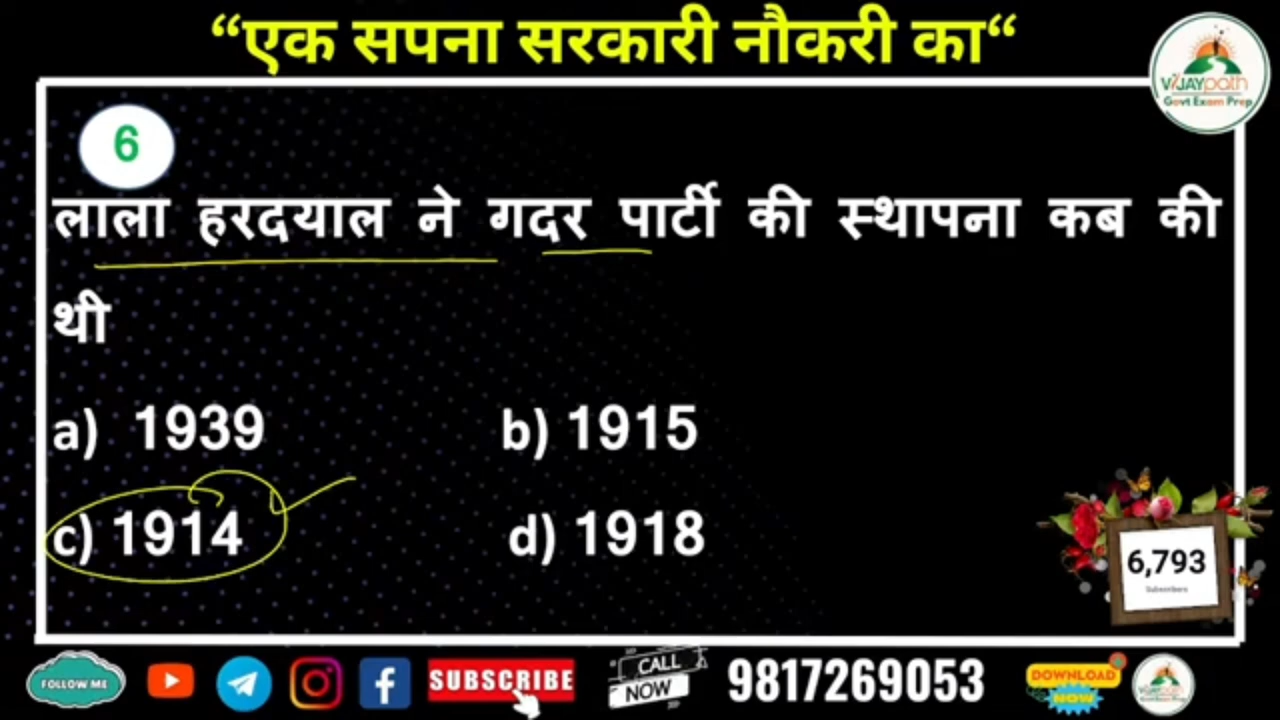 “एक सपना सरकारी नौकरी का“
VIJAYpath
Govt Exam Prep
6
लाला हरदयाल ने गदर पार्टी की स्थापना कब की
थी
a) 1939
b) 1915
c) 1914
d) 1918
6,793
Subscribers
FOLLOW ME
SUBSCRIBE
CALL
NOW
9817269053
DOWNLOAD
NOW